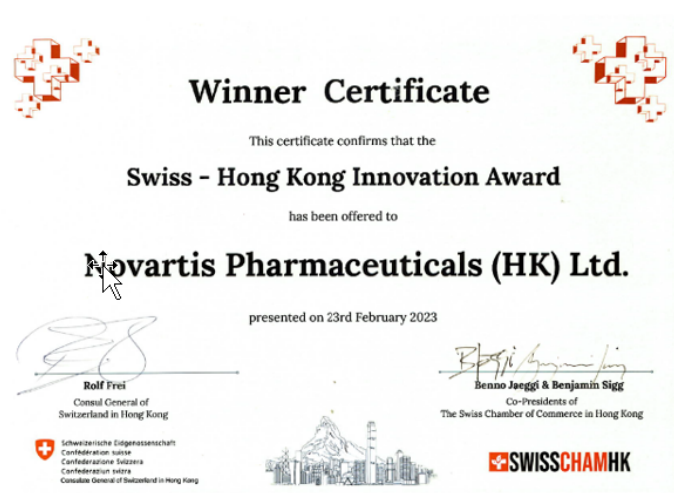 Winner Certificate
This certificate confirms that the
Swiss - Hong Kong Innovation Award
has been offered to
Novartis Pharmaceuticals (HK) Ltd.
presented on 23rd February 2023
Rolf Frei
Consul General of
Switzerland in Hong Kong
Benno Jaeggi & Benjamin Sigg
Co-Presidents of
The Swiss Chamber of Commerce in Hong Kong
Schweizerische Eidgenossenschaft
Confédération suisse
Confederazione Svizzera
Confederaziun svizra
Consulate General of Switzerland in Hong Kong
SWISSCHAMHK